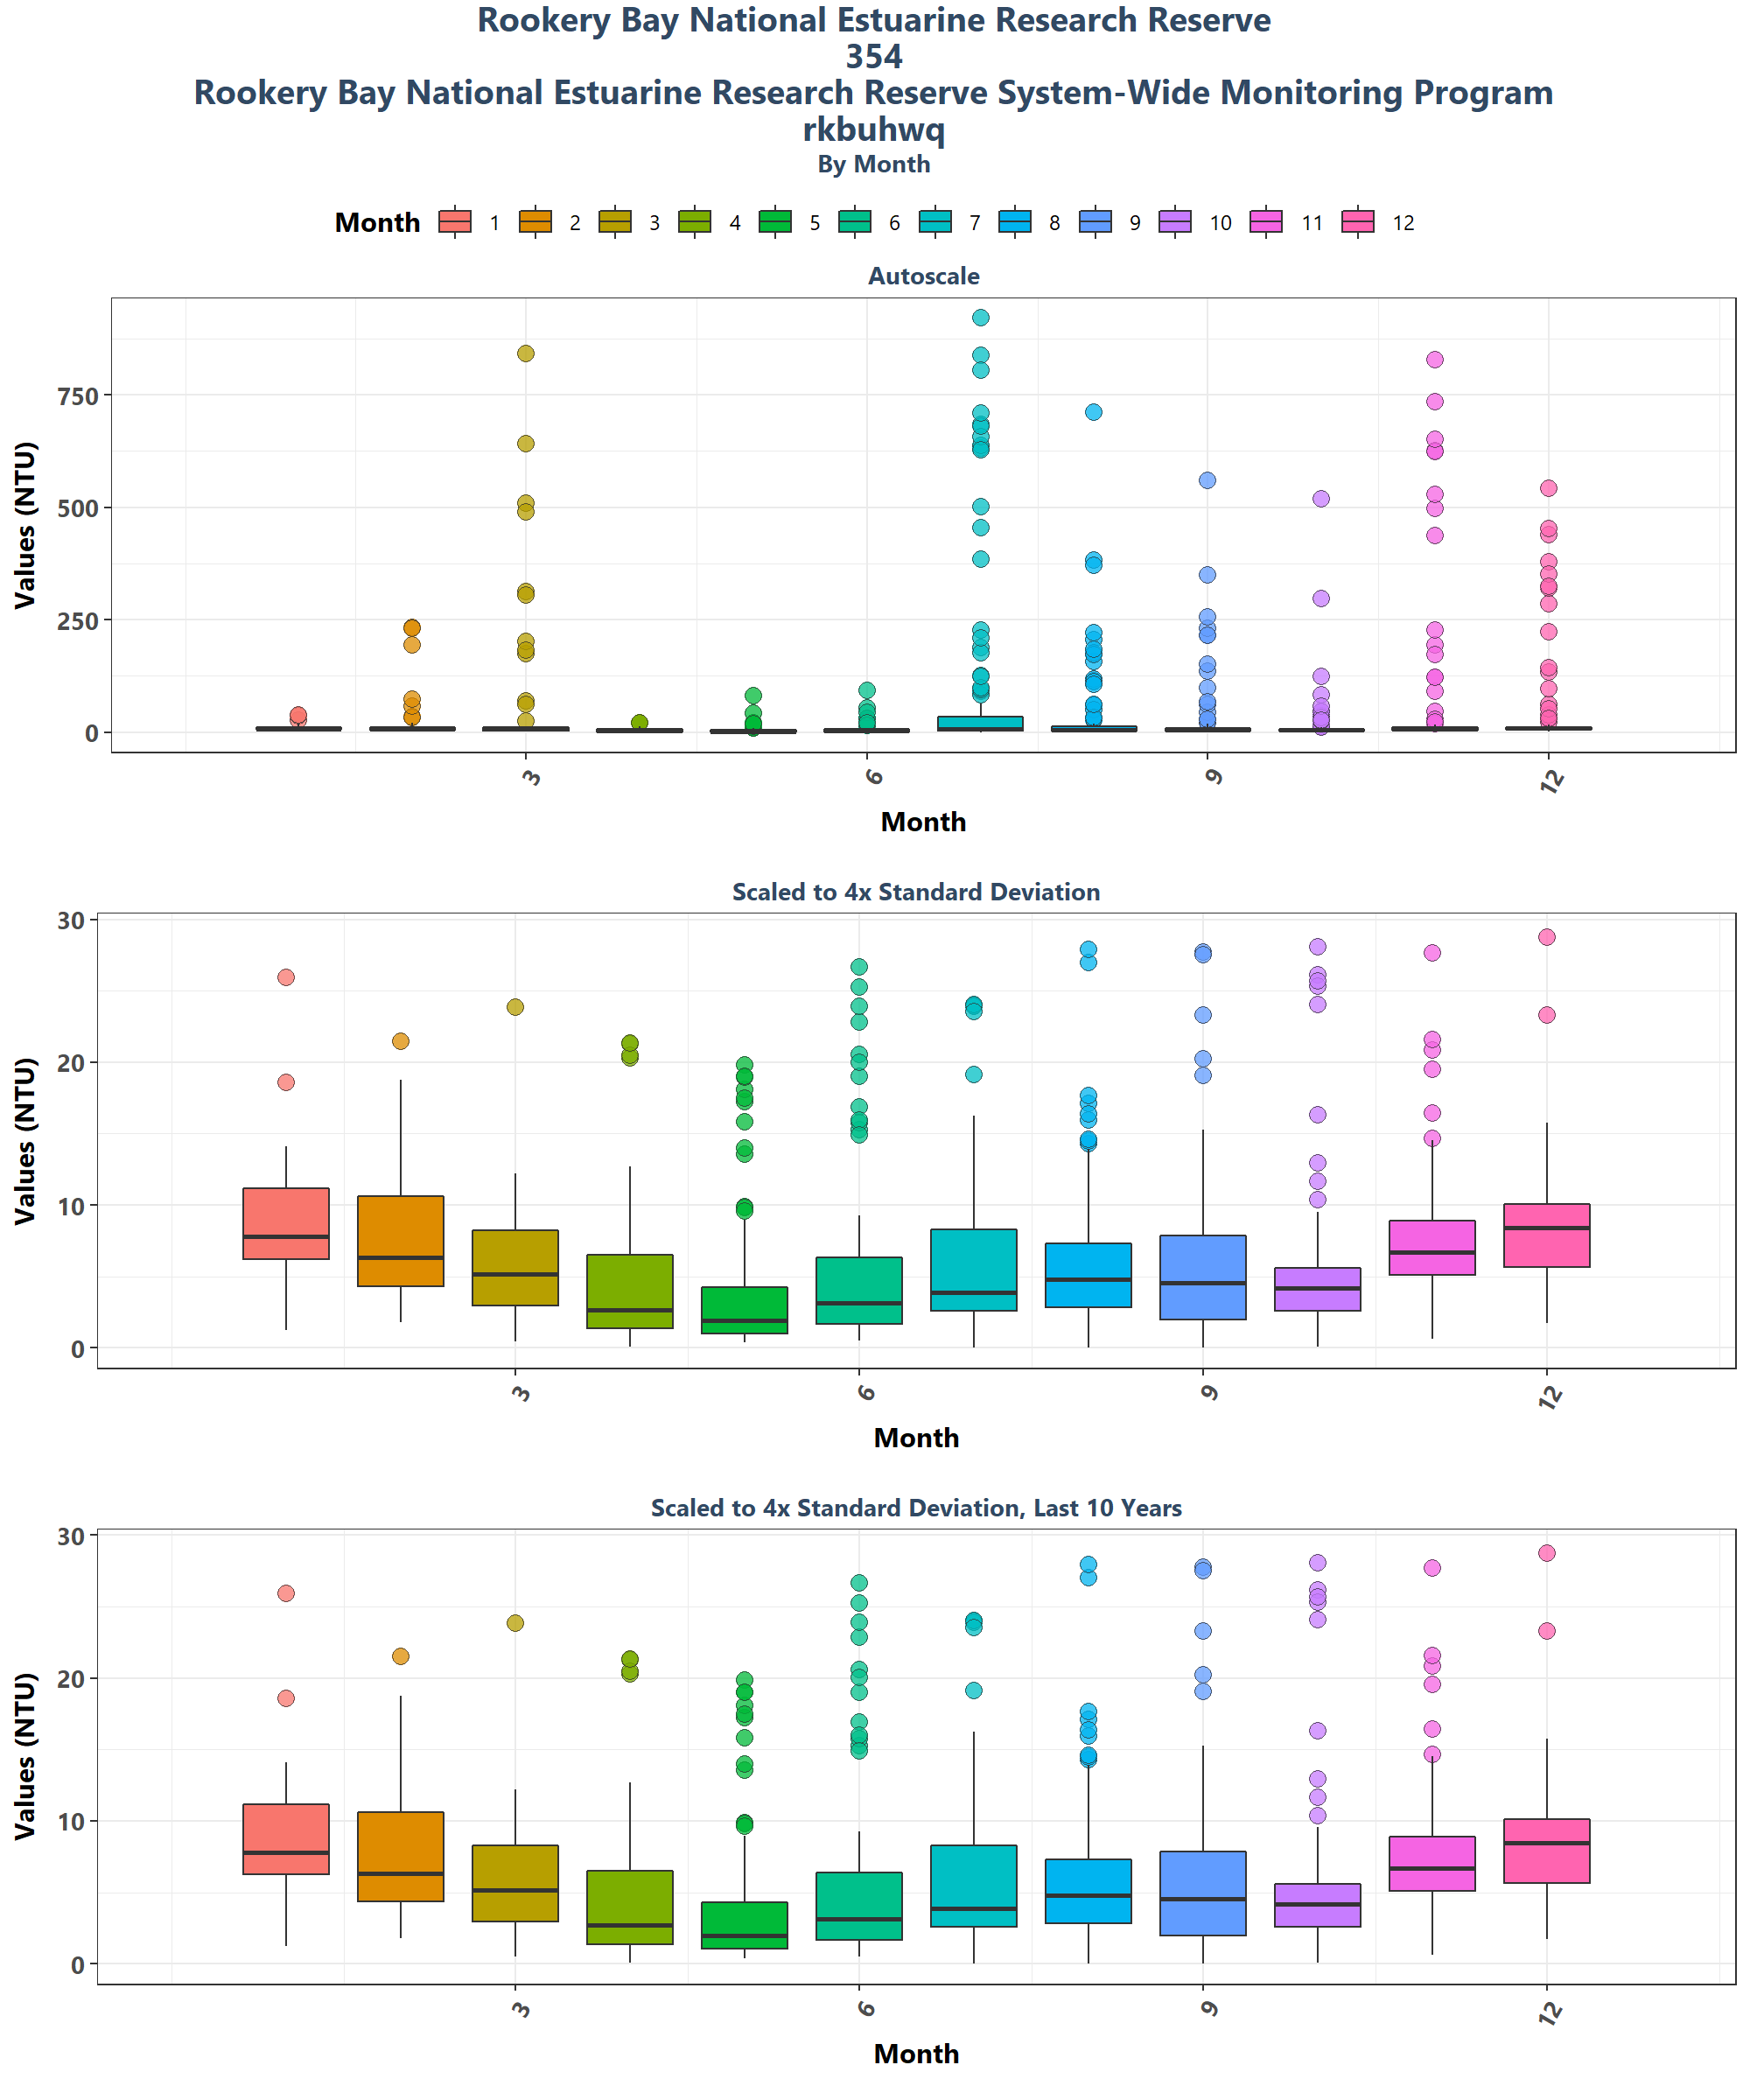 Rookery Bay National Estuarine Research Reserve
354
Rookery Bay National Estuarine Research Reserve System-Wide Monitoring Program
rkbuhwq
By Month
Month 1 2 3 4 5 6 7 8 9 10 11 12
Autoscale
Values (NTU)
750
500
250
0
3 6 9 12
Month
Scaled to 4x Standard Deviation
Values (NTU)
30
20
10
0
3 6 9 12
Month
Scaled to 4x Standard Deviation, Last 10 Years
Values (NTU)
30
20
10
0
3 6 9 12
Month